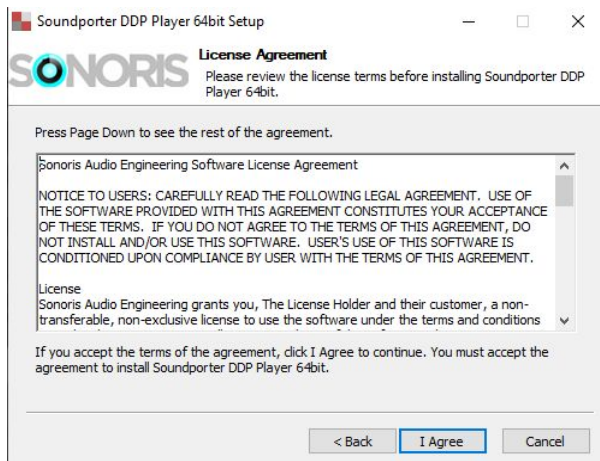 Soundporter DDP Player 64bit Setup
SONORIS
License Agreement
Please review the license terms before installing Soundporter DDP
Player 64bit.
Press Page Down to see the rest of the agreement.
Sonoris Audio Engineering Software License Agreement
NOTICE TO USERS: CAREFULLY READ THE FOLLOWING LEGAL AGREEMENT.  USE OF
THE SOFTWARE PROVIDED WITH THIS AGREEMENT CONSTITUTES YOUR ACCEPTANCE
OF THESE TERMS.  IF YOU DO NOT AGREE TO THE TERMS OF THIS AGREEMENT, DO
NOT INSTALL AND/OR USE THIS SOFTWARE.  USER'S USE OF THIS SOFTWARE IS
CONDITIONED UPON COMPLIANCE BY USER WITH THE TERMS OF THIS AGREEMENT.
License
Sonoris Audio Engineering grants you, The License Holder and their customer, a non-
transferable, non-exclusive license to use the software under the terms and conditions
If you accept the terms of the agreement, click I Agree to continue. You must accept the
agreement to install Soundporter DDP Player 64bit.
< Back
I Agree
Cancel